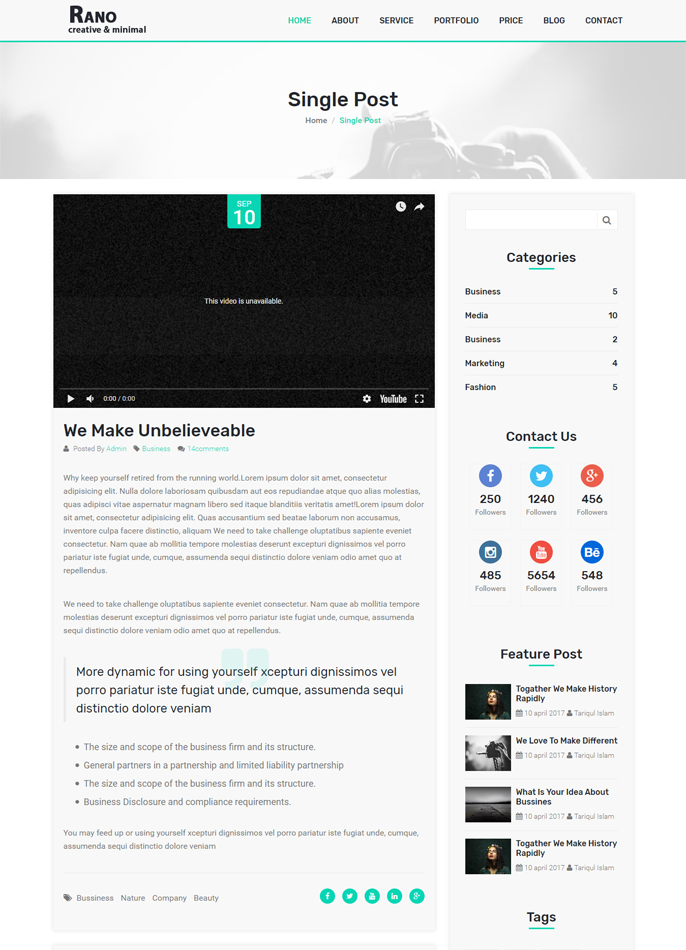 RANO
creative & minimal
HOME ABOUT SERVICE PORTFOLIO PRICE BLOG CONTACT
Single Post
Home / Single Post
SEP
10
This video is unavailable.
0:00 / 0:00
YouTube
We Make Unbelieveable
Posted By Admin Business 14comments
Why keep yourself retired from the running world.Lorem ipsum dolor sit amet, consectetur
adipisicing elit. Nulla dolore laboriosam quibusdam aut eos repudiandae atque quo alias molestias,
quas adipisci vitae aspernatur magnam libero sed itaque blanditiis veritatis amet!Lorem ipsum dolor
sit amet, consectetur adipisicing elit. Quas accusantium sed beatae laborum non accusamus,
inventore culpa facere distinctio, aliquam We need to take challenge oluptatibus sapiente eveniet
consectetur. Nam quae ab mollitia tempore molestias deserunt excepturi dignissimos vel porro
pariatur iste fugiat unde, cumque, assumenda sequi distinctio dolore veniam odio amet quo at
repellendus.
We need to take challenge oluptatibus sapiente eveniet consectetur. Nam quae ab mollitia tempore
molestias deserunt excepturi dignissimos vel porro pariatur iste fugiat unde, cumque, assumenda
sequi distinctio dolore veniam odio amet quo at repellendus.
More dynamic for using yourself xcepturi dignissimos vel
porro pariatur iste fugiat unde, cumque, assumenda sequi
distinctio dolore veniam
The size and scope of the business firm and its structure.
General partners in a partnership and limited liability partnership
The size and scope of the business firm and its structure.
Business Disclosure and compliance requirements.
You may feed up or using yourself xcepturi dignissimos vel porro pariatur iste fugiat unde, cumque,
assumenda sequi distinctio dolore veniam
Bussiness Nature Company Beauty
Categories
Business 5
Media 10
Business 2
Marketing 4
Fashion 5
Contact Us
250 1240 456
Followers Followers Followers
485 5654 548
Followers Followers Followers
Feature Post
Togather We Make History
Rapidly
10 april 2017 Tariqul Islam
We Love To Make Different
10 april 2017 Tariqul Islam
What Is Your Idea About
Bussines
10 april 2017 Tariqul Islam
Togather We Make History
Rapidly
10 april 2017 Tariqul Islam
Tags